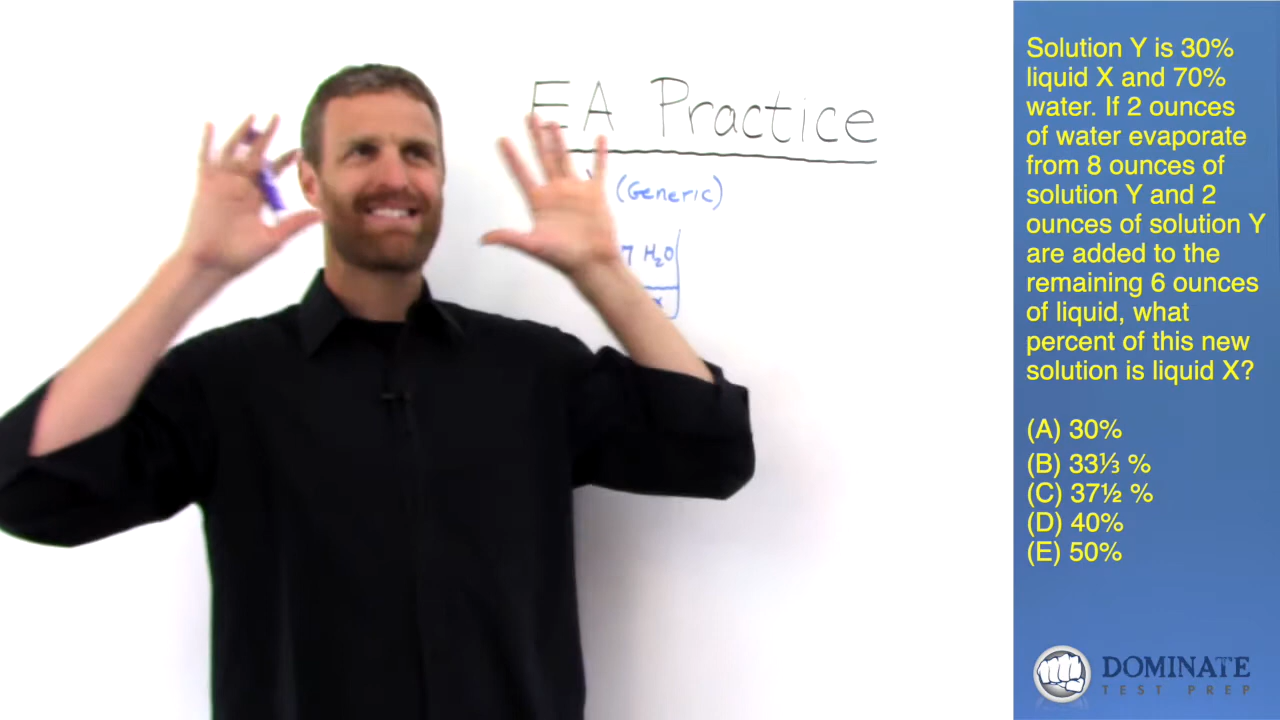 EA Practice
(Generic)
7 H₂O
x
Solution Y is 30%
liquid X and 70%
water. If 2 ounces
of water evaporate
from 8 ounces of
solution Y and 2
ounces of solution Y
are added to the
remaining 6 ounces
of liquid, what
percent of this new
solution is liquid X?
(A) 30%
(B) 33⅓ %
(C) 37½ %
(D) 40%
(E) 50%
DOMINATE
TEST PREP